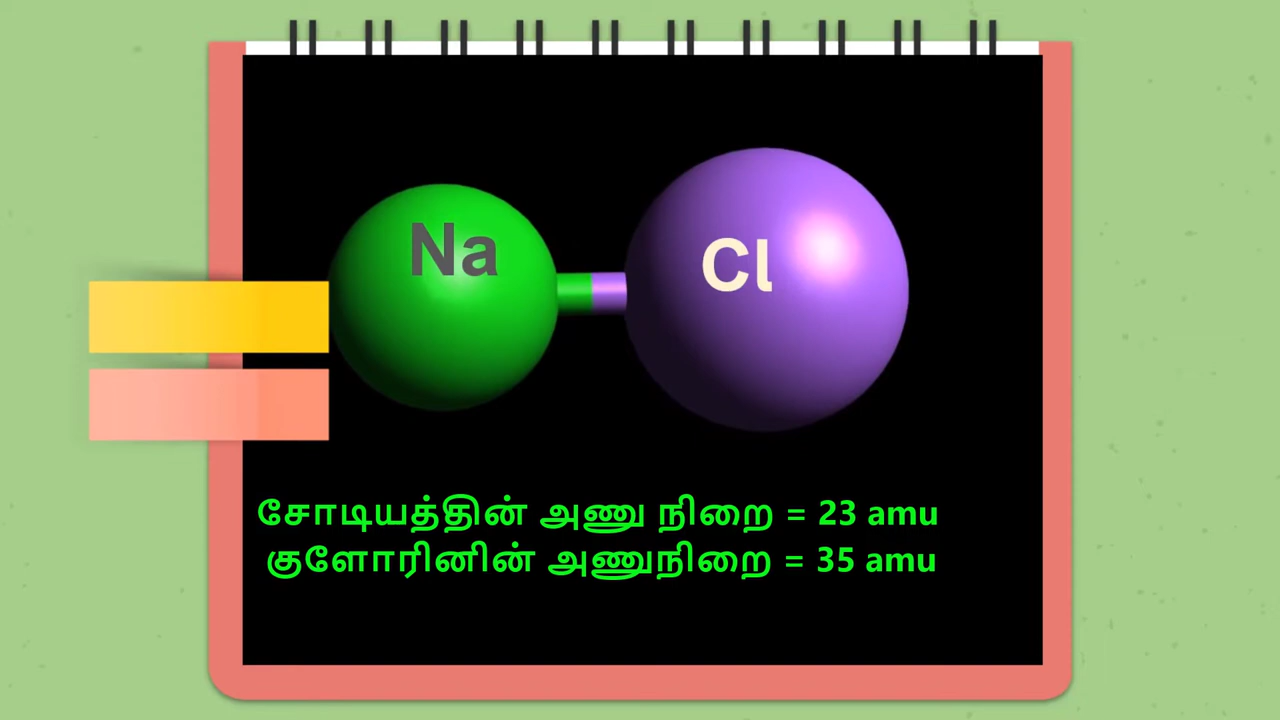 Na
Cl
சோடியத்தின் அணு நிறை = 23 amu
குளோரினின் அணுநிறை = 35 amu